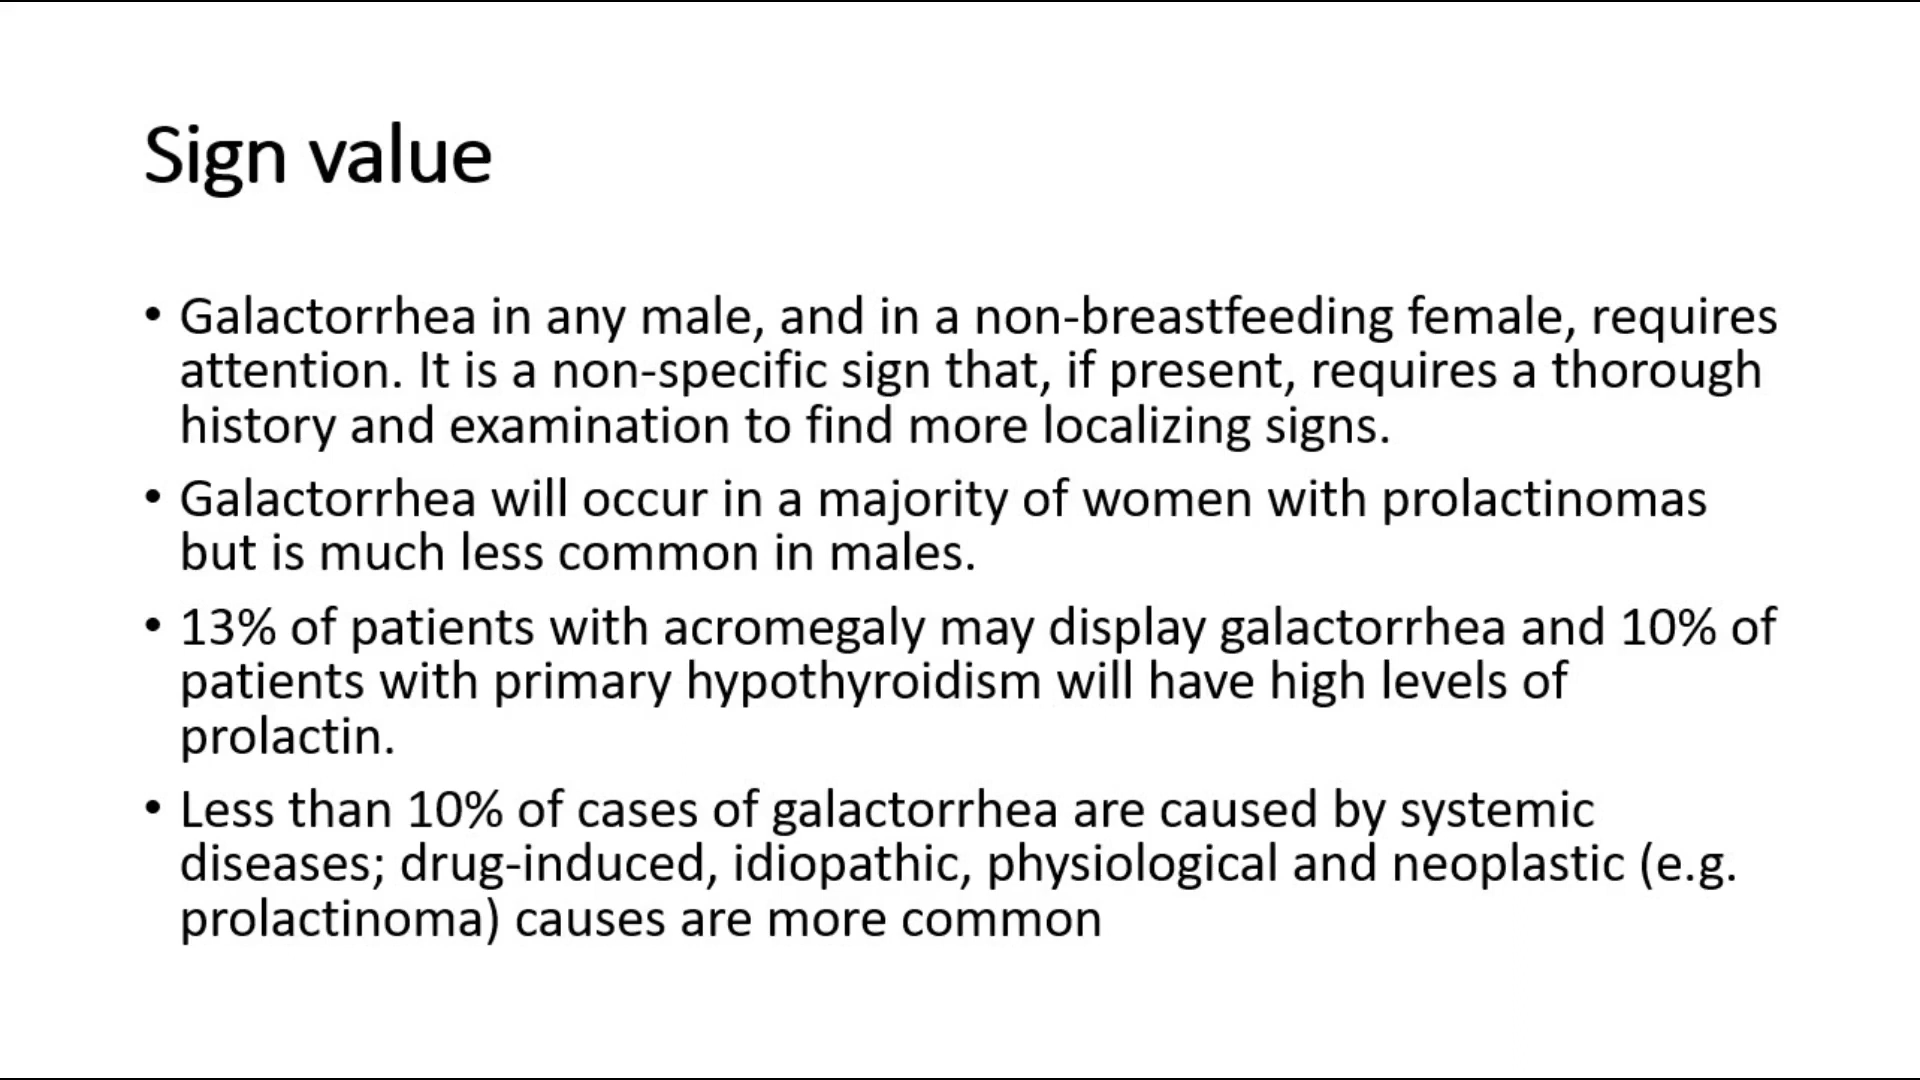 Sign value
• Galactorrhea in any male, and in a non-breastfeeding female, requires
attention. It is a non-specific sign that, if present, requires a thorough
history and examination to find more localizing signs.
• Galactorrhea will occur in a majority of women with prolactinomas
but is much less common in males.
• 13% of patients with acromegaly may display galactorrhea and 10% of
patients with primary hypothyroidism will have high levels of
prolactin.
• Less than 10% of cases of galactorrhea are caused by systemic
diseases; drug-induced, idiopathic, physiological and neoplastic (e.g.
prolactinoma) causes are more common